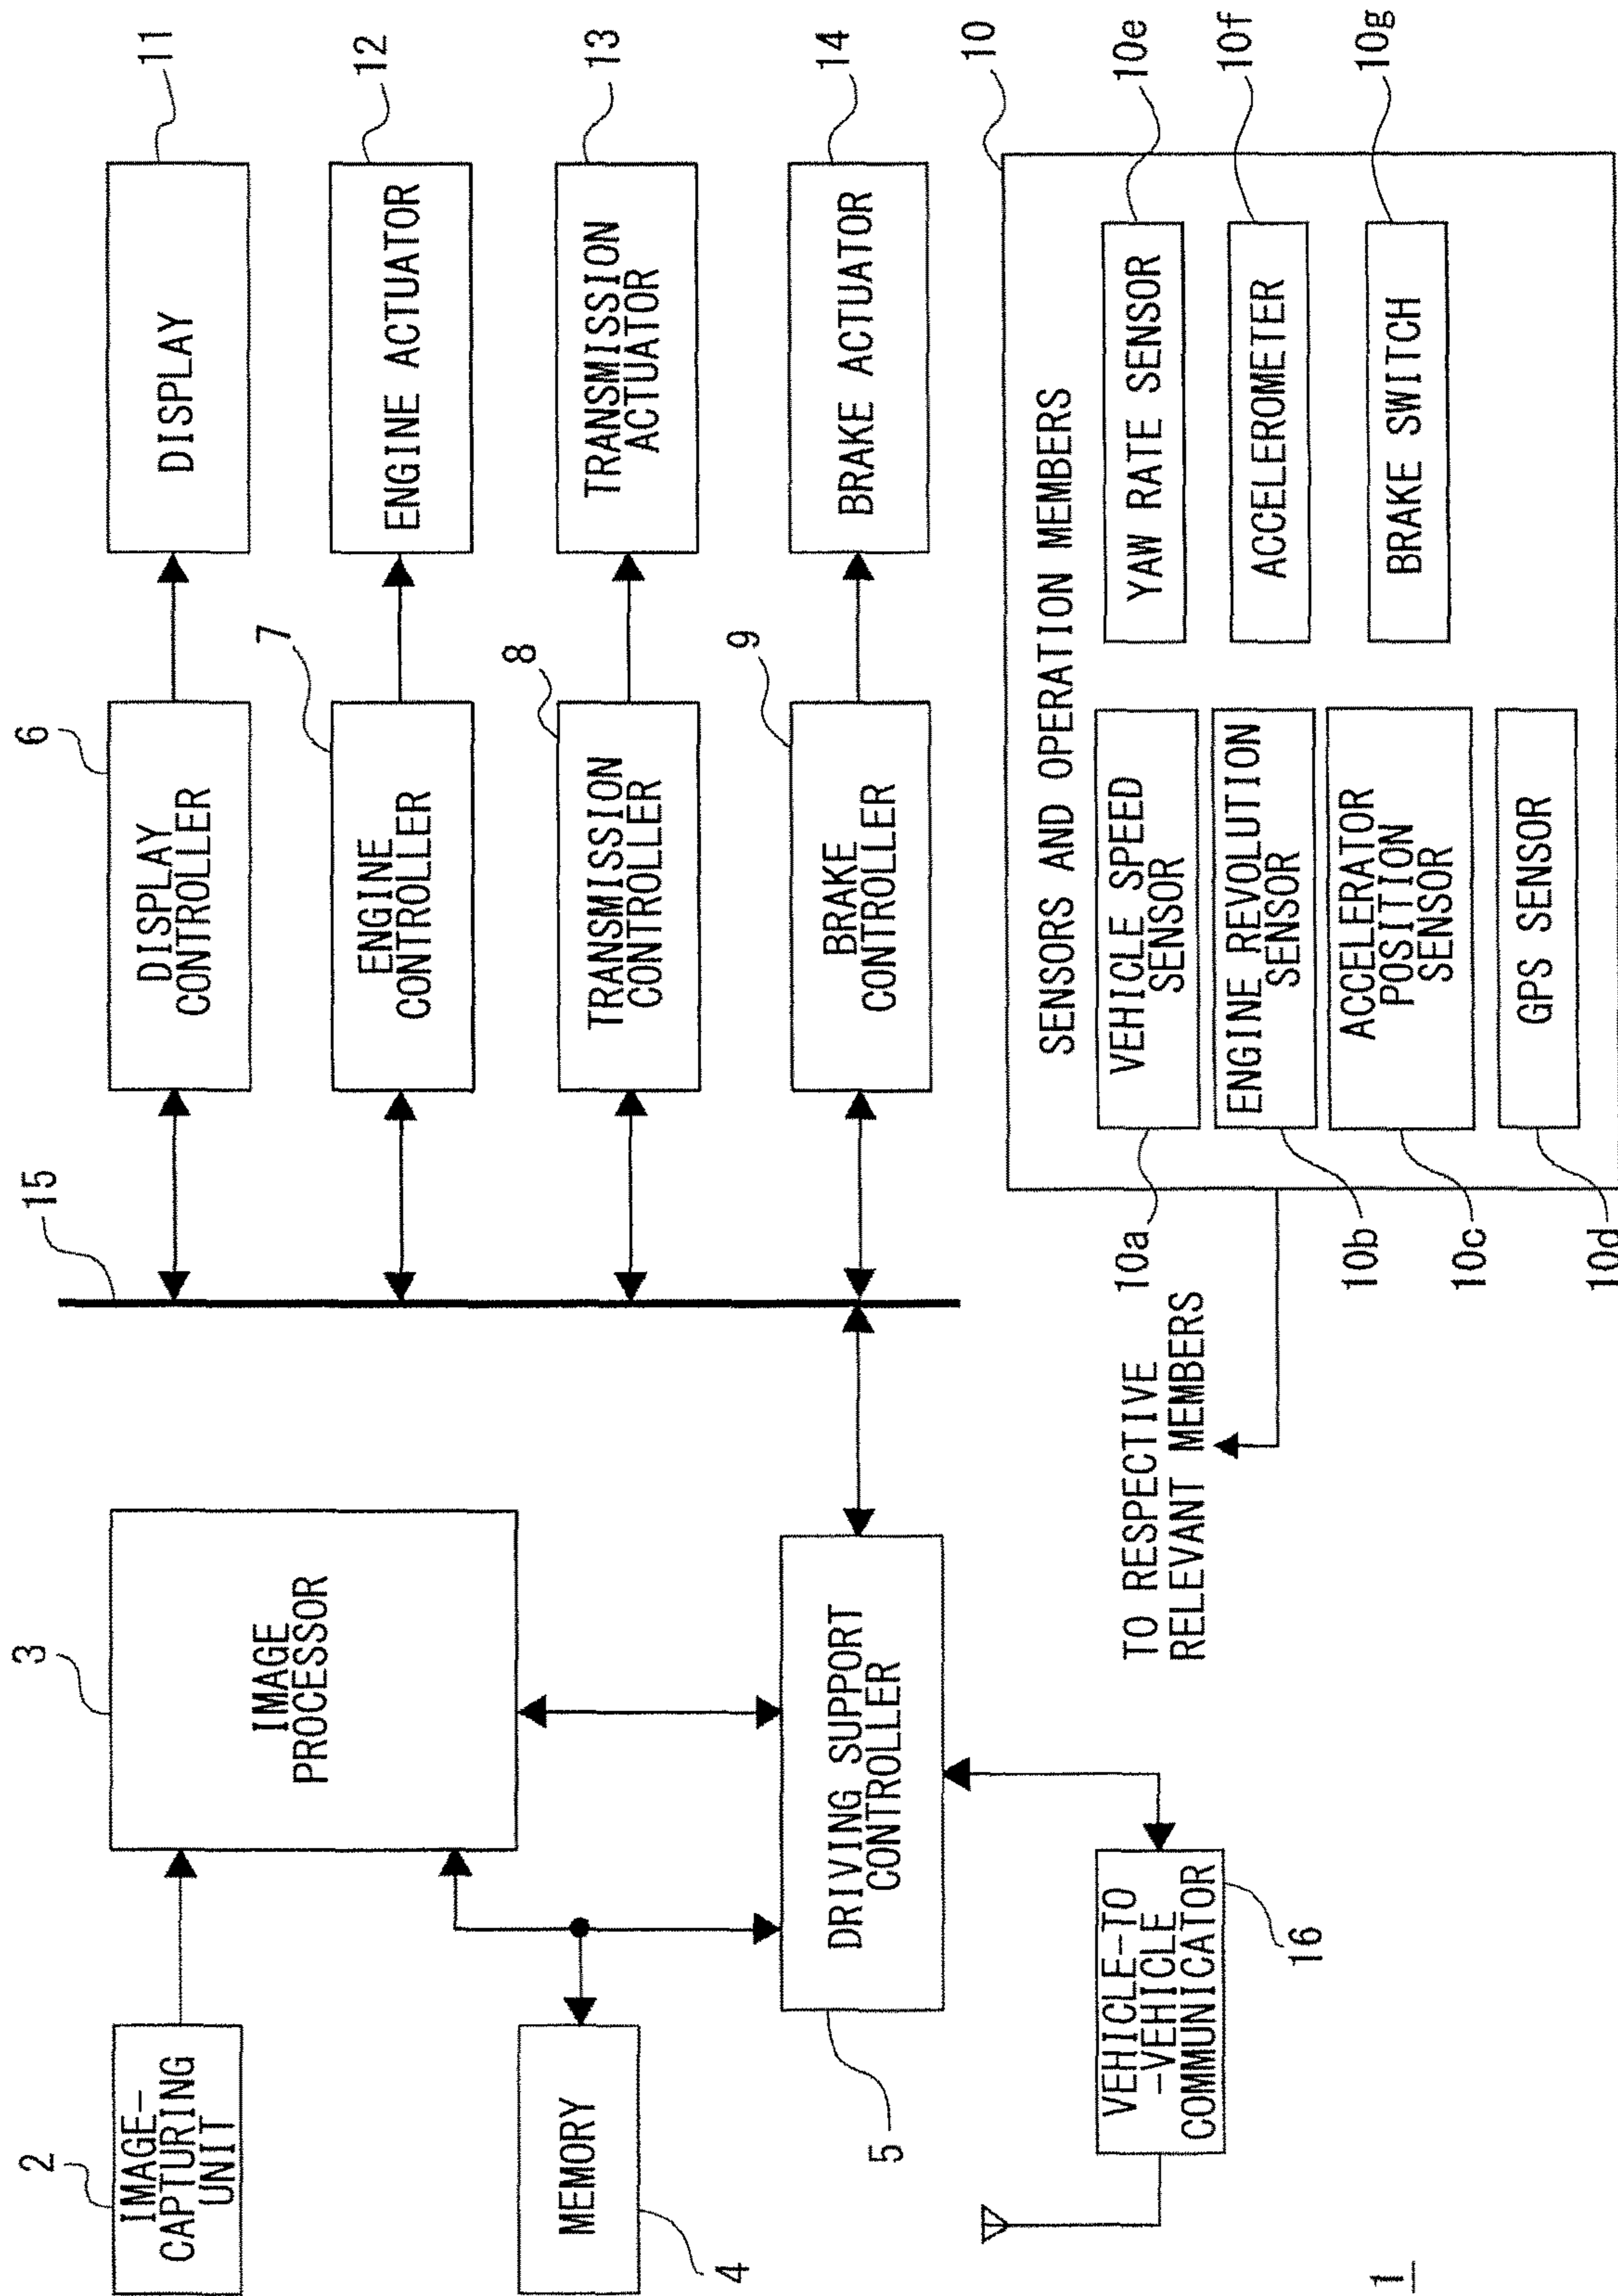 1
2
IMAGE-
CAPTURING
UNIT
3
IMAGE
PROCESSOR
4
MEMORY
5
DRIVING SUPPORT
CONTROLLER
VEHICLE-TO
-VEHICLE
COMMUNICATOR
16
15
6
DISPLAY
CONTROLLER
11
DISPLAY
7
ENGINE
CONTROLLER
12
ENGINE ACTUATOR
8
TRANSMISSION
CONTROLLER
13
TRANSMISSION
ACTUATOR
9
BRAKE
CONTROLLER
14
BRAKE ACTUATOR
TO RESPECTIVE
RELEVANT MEMBERS
10
SENSORS AND OPERATION MEMBERS
10a
VEHICLE SPEED
SENSOR
10b
ENGINE REVOLUTION
SENSOR
10c
ACCELERATOR
POSITION
SENSOR
10d
GPS SENSOR
YAW RATE SENSOR
10e
ACCELEROMETER
10f
BRAKE SWITCH
10g